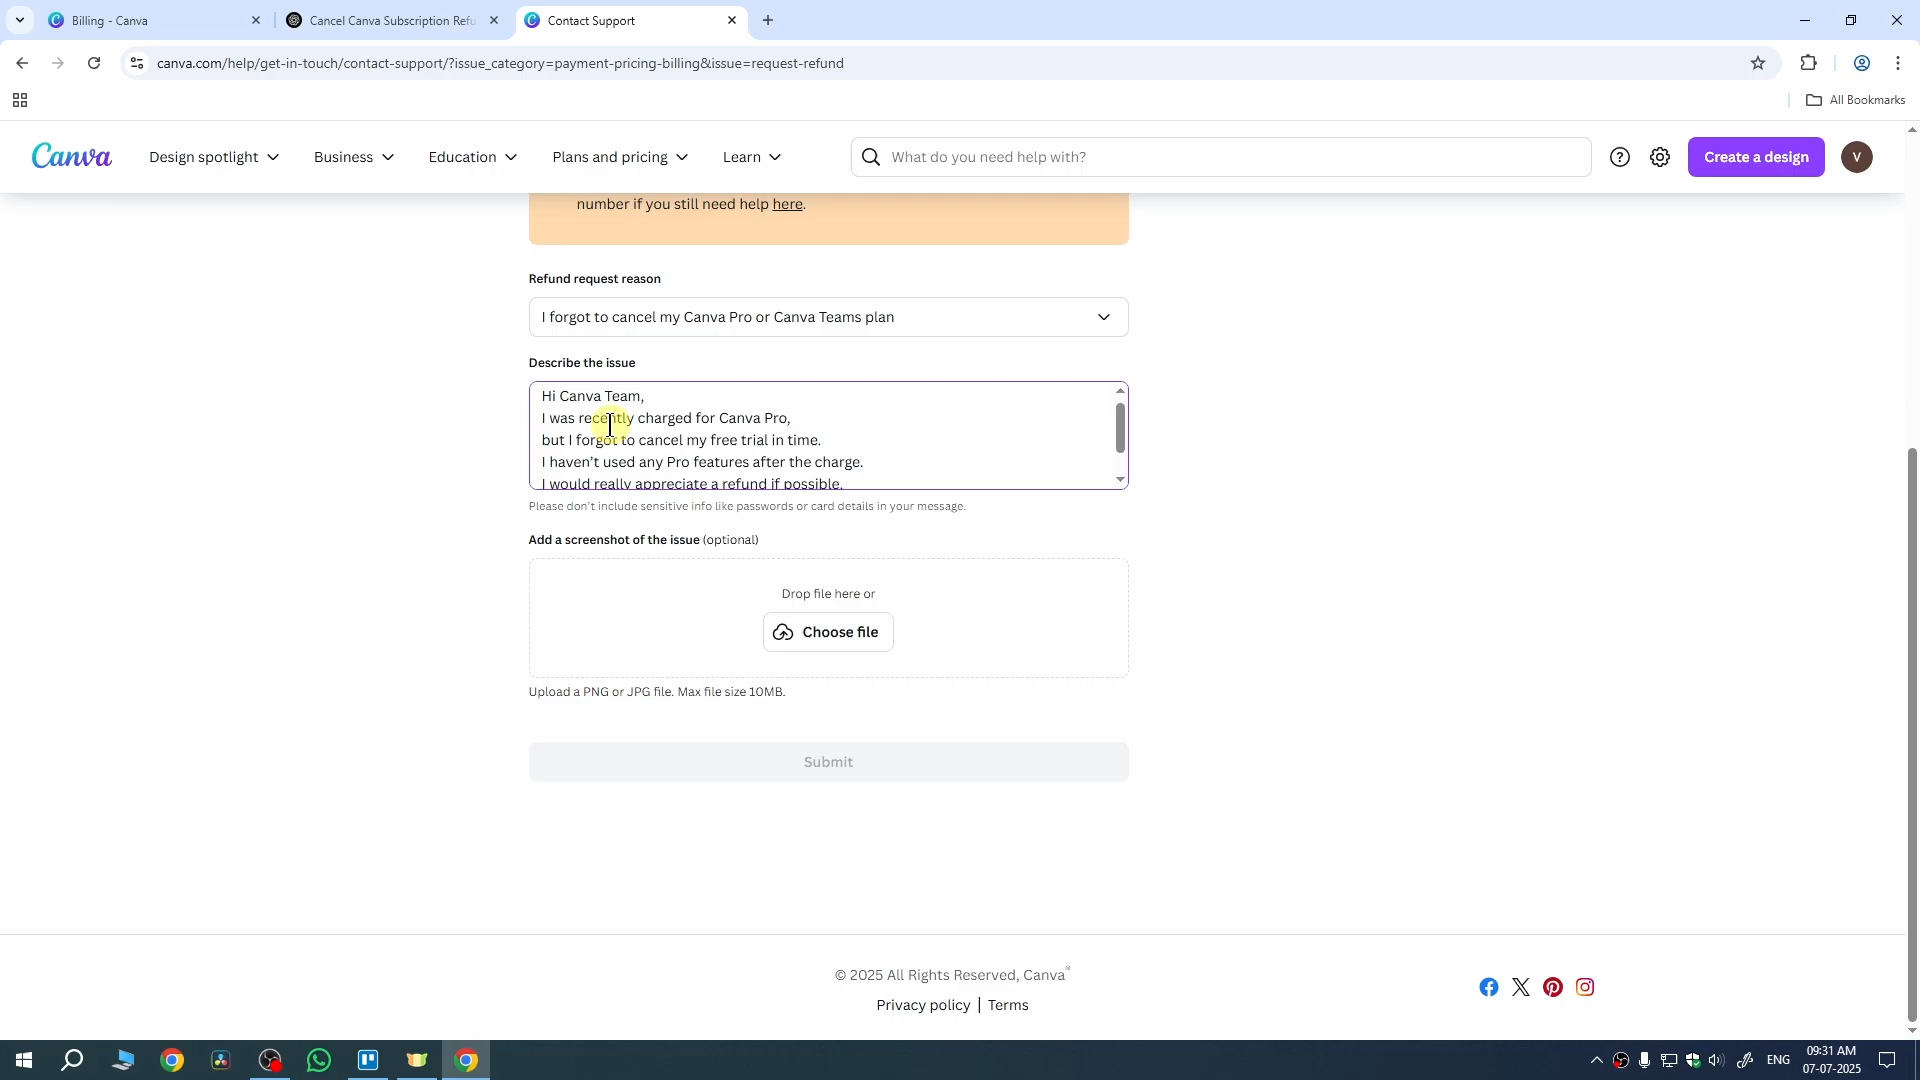 Billing - Canva
Cancel Canva Subscription Refu
Contact Support
canva.com/help/get-in-touch/contact-support/?issue_category=payment-pricing-billing&issue=request-refund
All Bookmarks
Canva
Design spotlight
Business
Education
Plans and pricing
Learn
What do you need help with?
Create a design
V
number if you still need help here.
Refund request reason
I forgot to cancel my Canva Pro or Canva Teams plan
Describe the issue
Hi Canva Team,
I was recently charged for Canva Pro,
but I forgot to cancel my free trial in time.
I haven't used any Pro features after the charge.
I would really appreciate a refund if possible.
Please don't include sensitive info like passwords or card details in your message.
Add a screenshot of the issue (optional)
Drop file here or
Choose file
Upload a PNG or JPG file. Max file size 10MB.
Submit
© 2025 All Rights Reserved, Canva®
Privacy policy | Terms
ENG
09:31 AM
07-07-2025